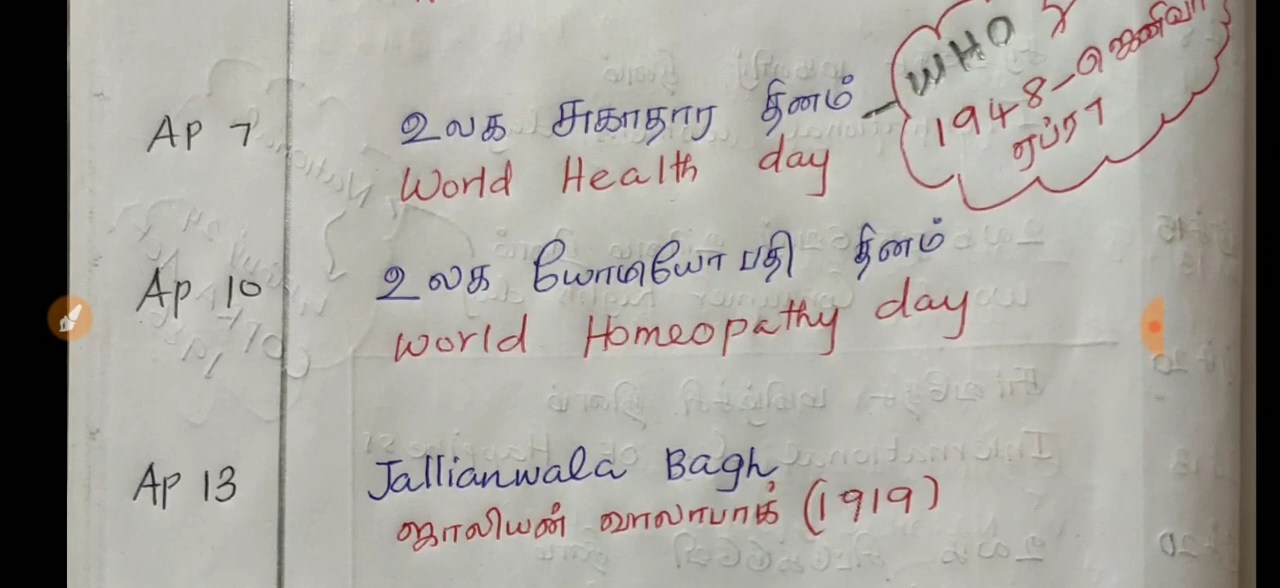 Ap 7
உலக சுகாதார தினம் – WHO
1948 – ஜெனிவா
ஏப்ர 7
World Health day
Ap 10
உலக யோமியோபதி தினம்
World Homeopathy day
Ap 13
Jallianwala Bagh,
ஜாலியன் வாலாபாக் (1919)